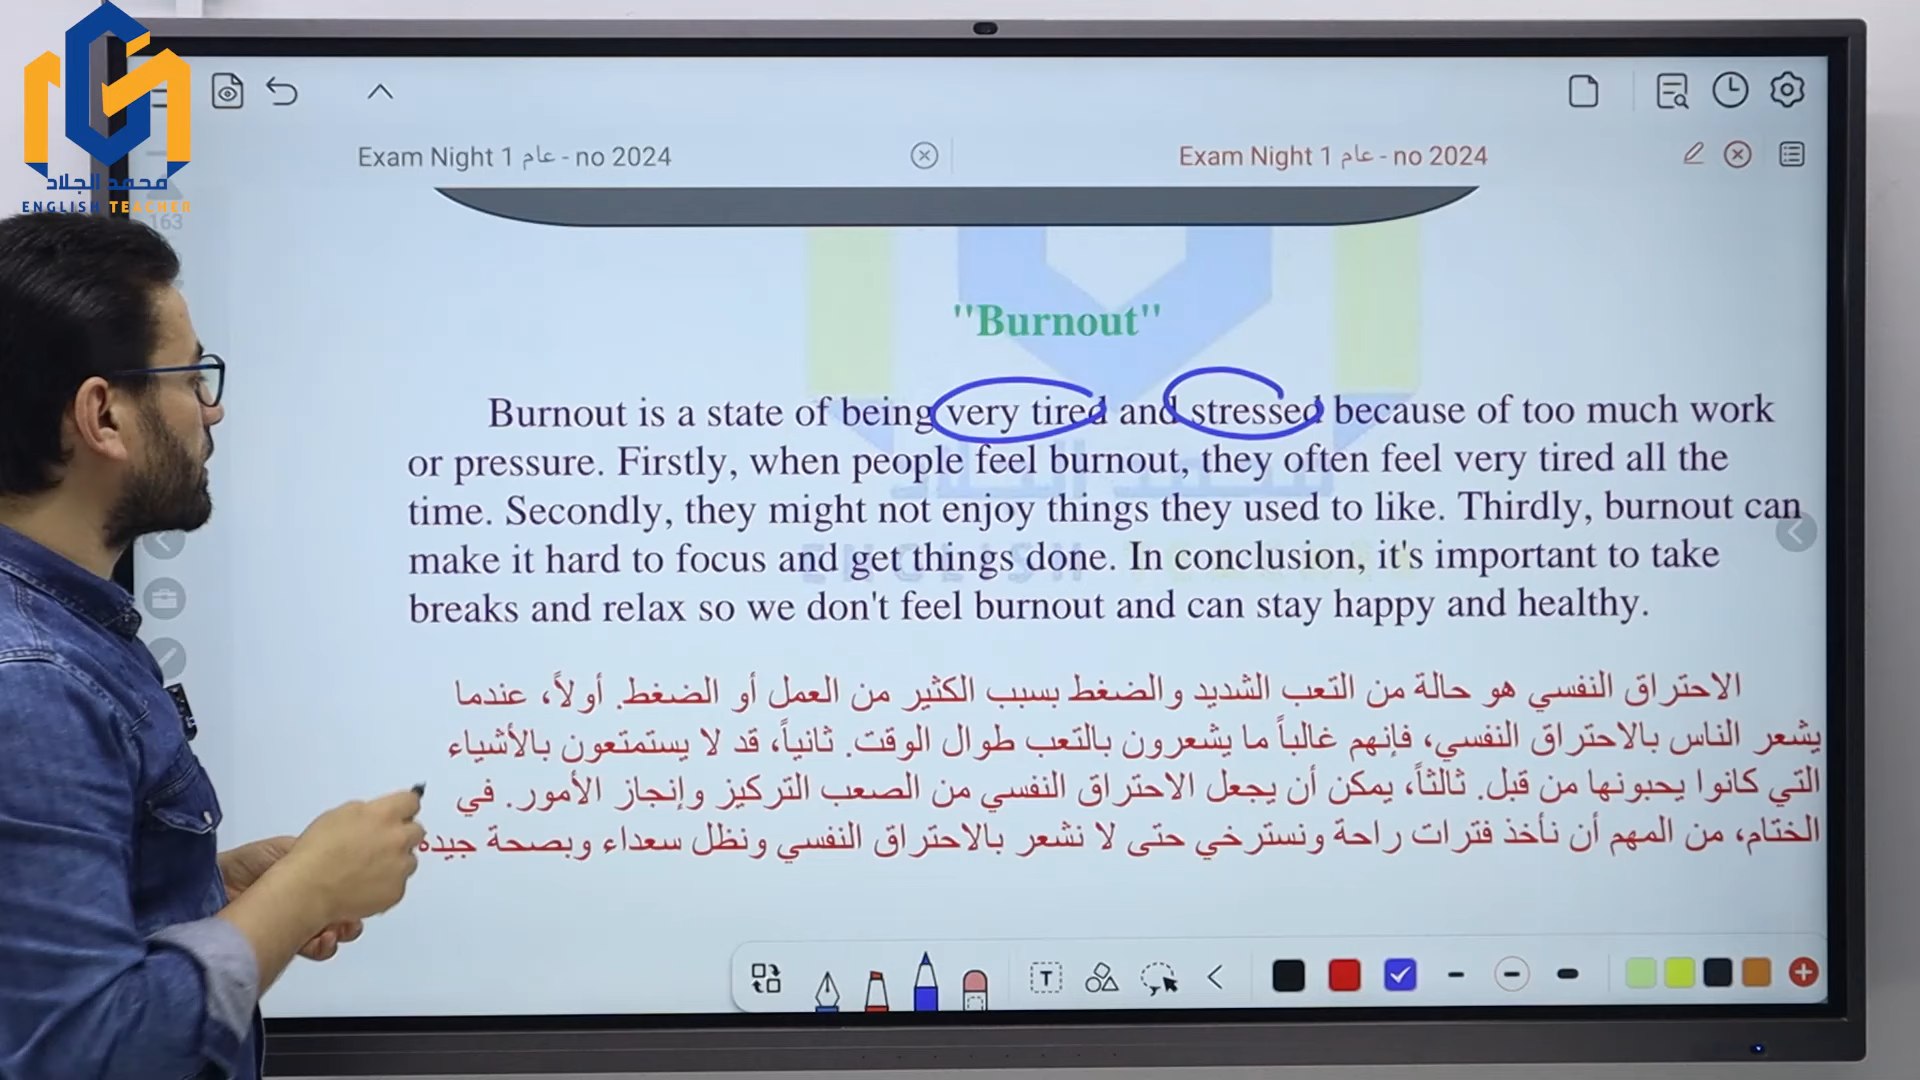 محمد الجلاد
ENGLISH TEACHER
163
Exam Night 1 عام - no 2024
Exam Night 1 عام - no 2024
"Burnout"
Burnout is a state of being very tired and stressed because of too much work
or pressure. Firstly, when people feel burnout, they often feel very tired all the
time. Secondly, they might not enjoy things they used to like. Thirdly, burnout can
make it hard to focus and get things done. In conclusion, it's important to take
breaks and relax so we don't feel burnout and can stay happy and healthy.
الاحتراق النفسي هو حالة من التعب الشديد والضغط بسبب الكثير من العمل أو الضغط. أولاً، عندما
يشعر الناس بالاحتراق النفسي، فإنهم غالباً ما يشعرون بالتعب طوال الوقت. ثانياً، قد لا يستمتعون بالأشياء
التي كانوا يحبونها من قبل. ثالثاً، يمكن أن يجعل الاحتراق النفسي من الصعب التركيز وإنجاز الأمور. في
الختام، من المهم أن نأخذ فترات راحة ونسترخي حتى لا نشعر بالاحتراق النفسي ونظل سعداء وبصحة جيدة